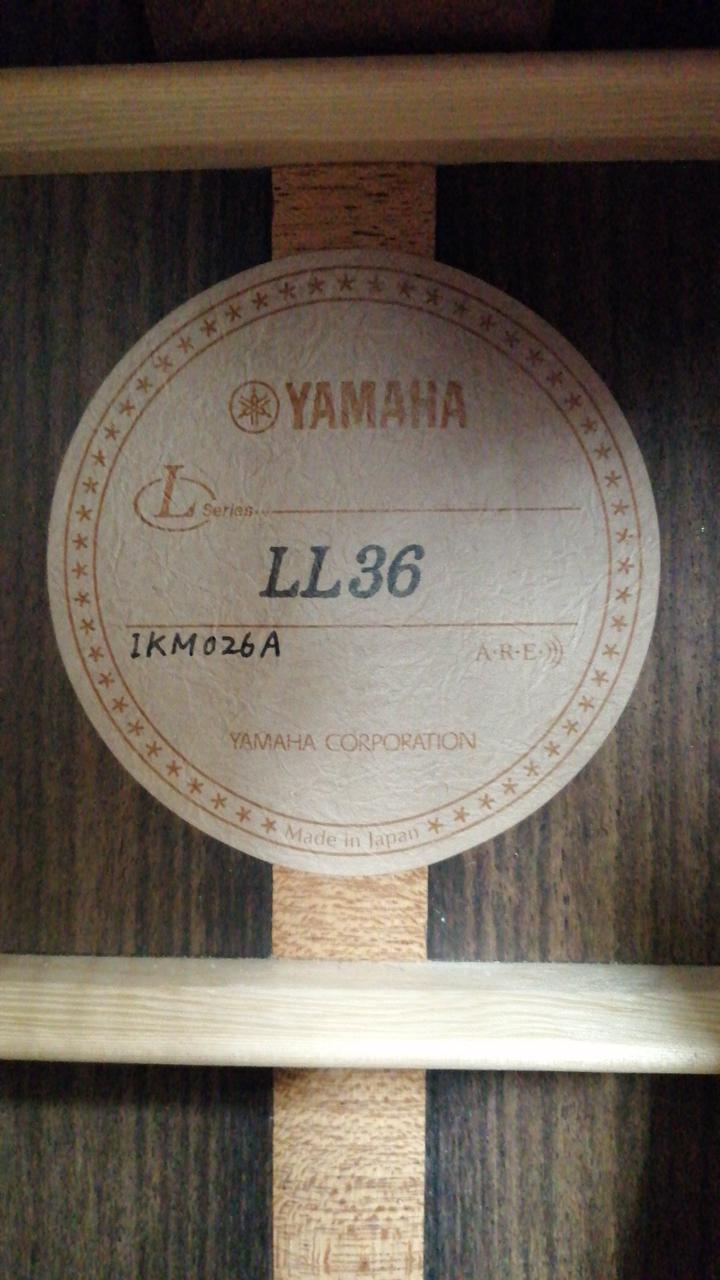 YAMAHA
L Series
LL36
IKM026A
A·R·E
YAMAHA CORPORATION
Made in Japan